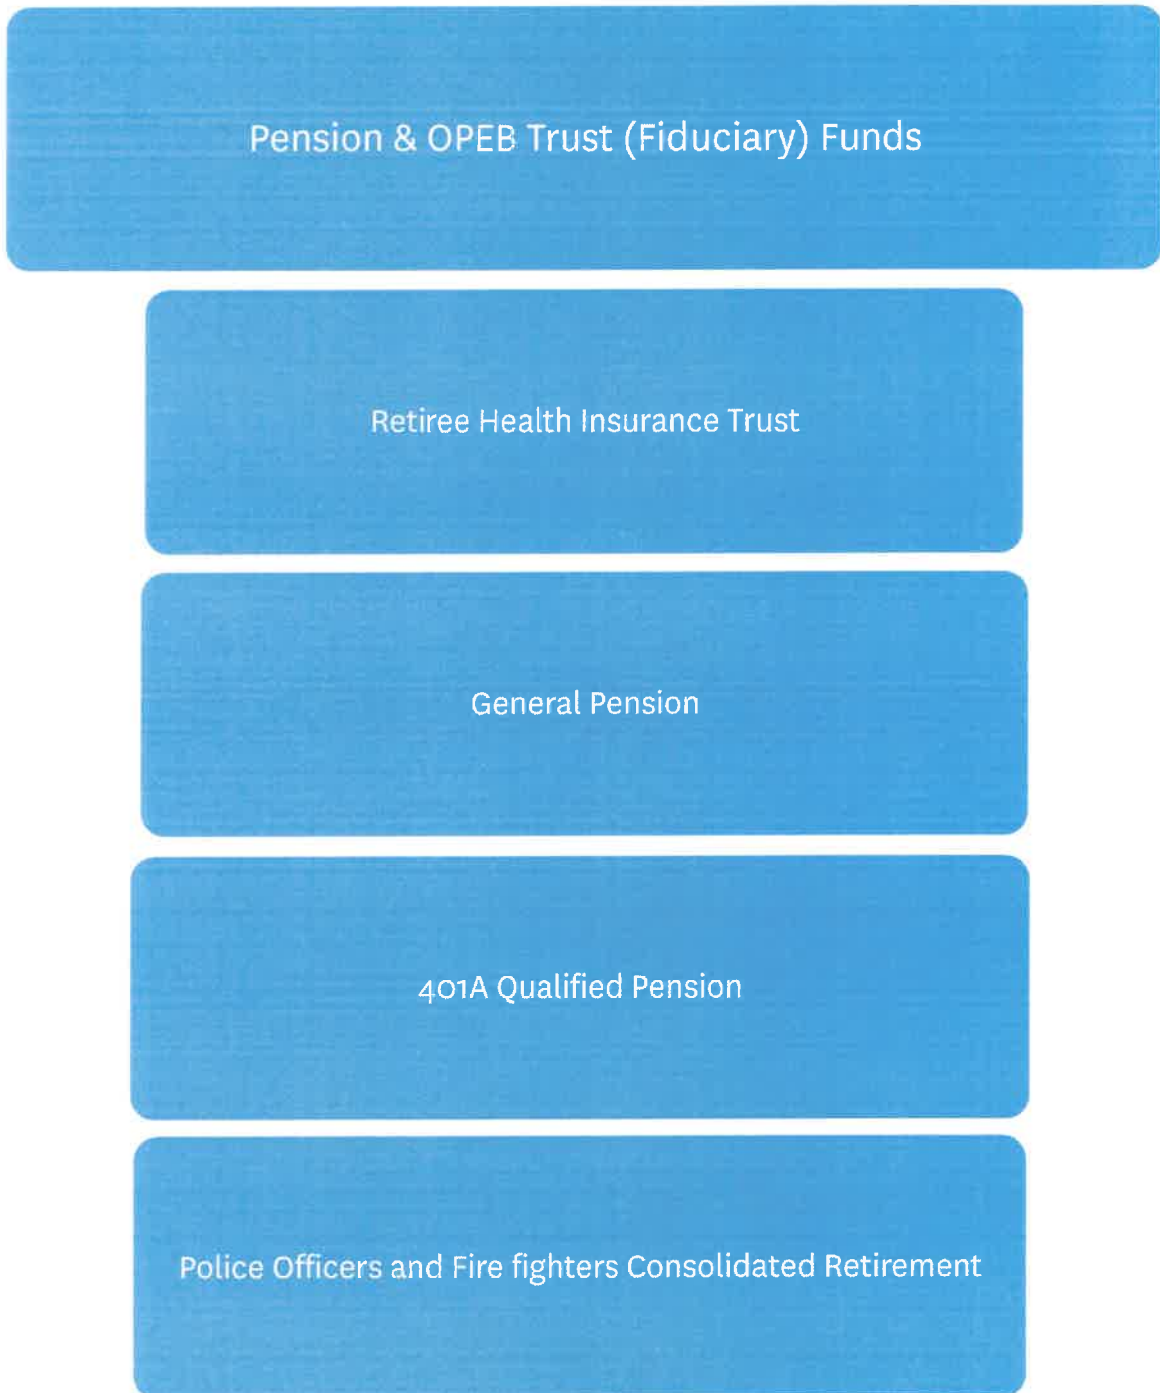 Pension & OPEB Trust (Fiduciary) Funds
Retiree Health Insurance Trust
General Pension
401A Qualified Pension
Police Officers and Fire fighters Consolidated Retirement